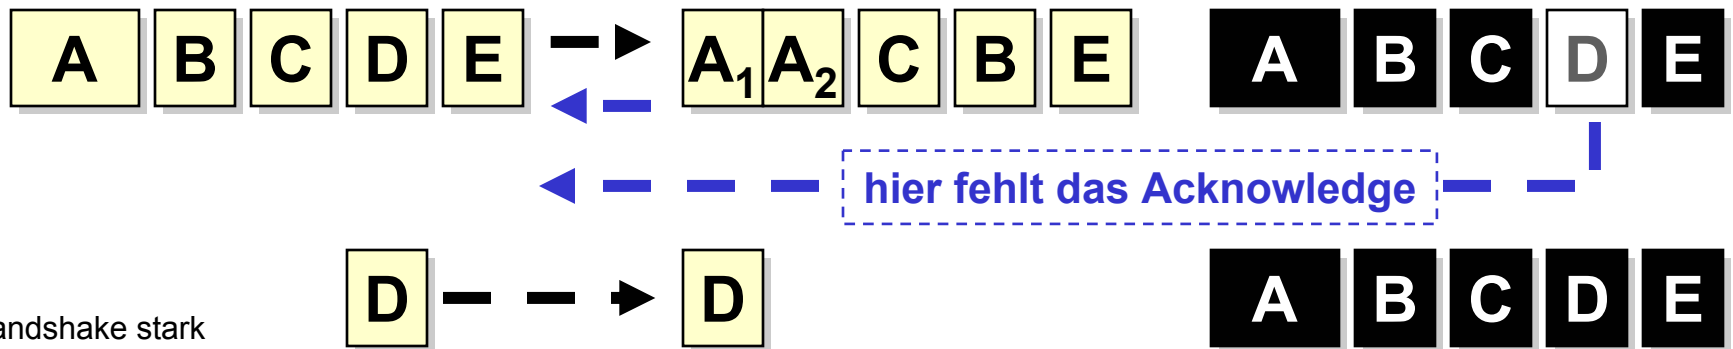 A B C D E A₁ A₂ C B E A B C D E
hier fehlt das Acknowledge
D D A B C D E
andshake stark